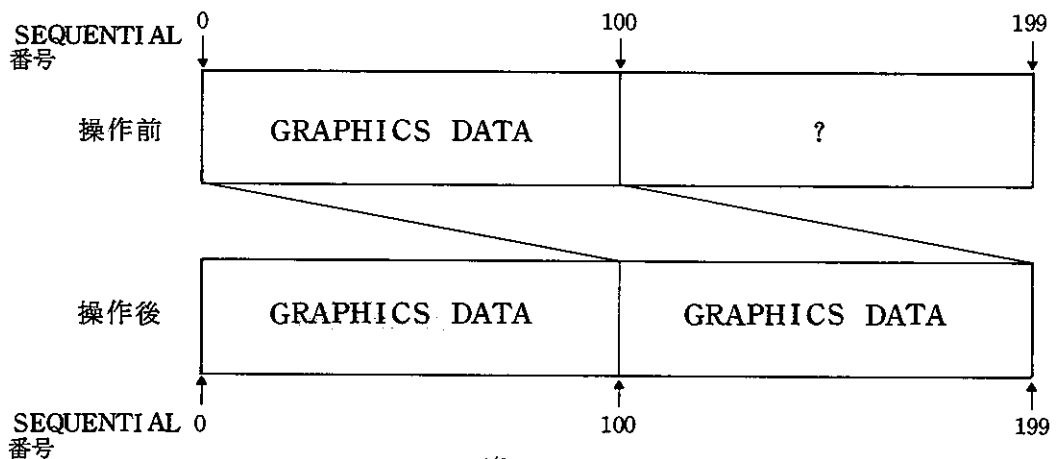 0 100 199
SEQUENTIAL
番号
操作前 GRAPHICS DATA ?
操作後 GRAPHICS DATA GRAPHICS DATA
SEQUENTIAL 0 100 199
番号